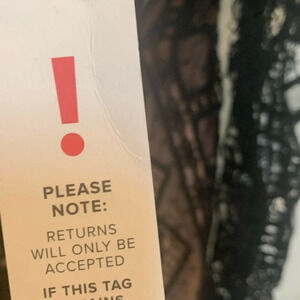 !
PLEASE
NOTE:
RETURNS
WILL ONLY BE
ACCEPTED
IF THIS TAG